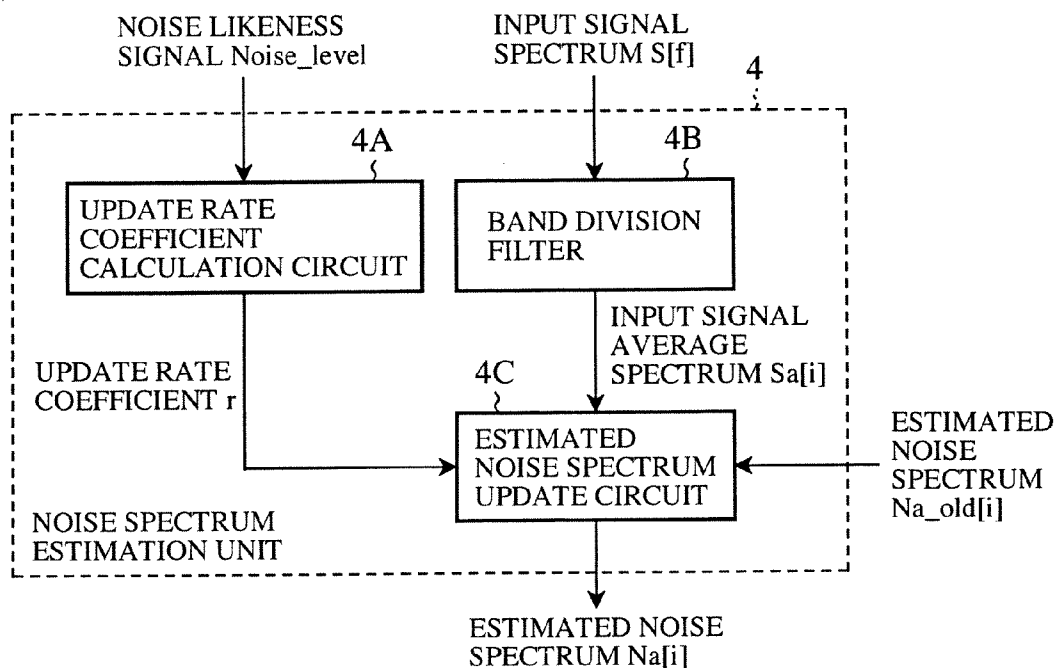 NOISE LIKENESS
SIGNAL Noise_level
INPUT SIGNAL
SPECTRUM S[f]
4
4A
UPDATE RATE
COEFFICIENT
CALCULATION CIRCUIT
4B
BAND DIVISION
FILTER
UPDATE RATE
COEFFICIENT r
INPUT SIGNAL
AVERAGE
SPECTRUM Sa[i]
4C
ESTIMATED
NOISE SPECTRUM
UPDATE CIRCUIT
ESTIMATED
NOISE
SPECTRUM
Na_old[i]
NOISE SPECTRUM
ESTIMATION UNIT
ESTIMATED NOISE
SPECTRUM Na[i]